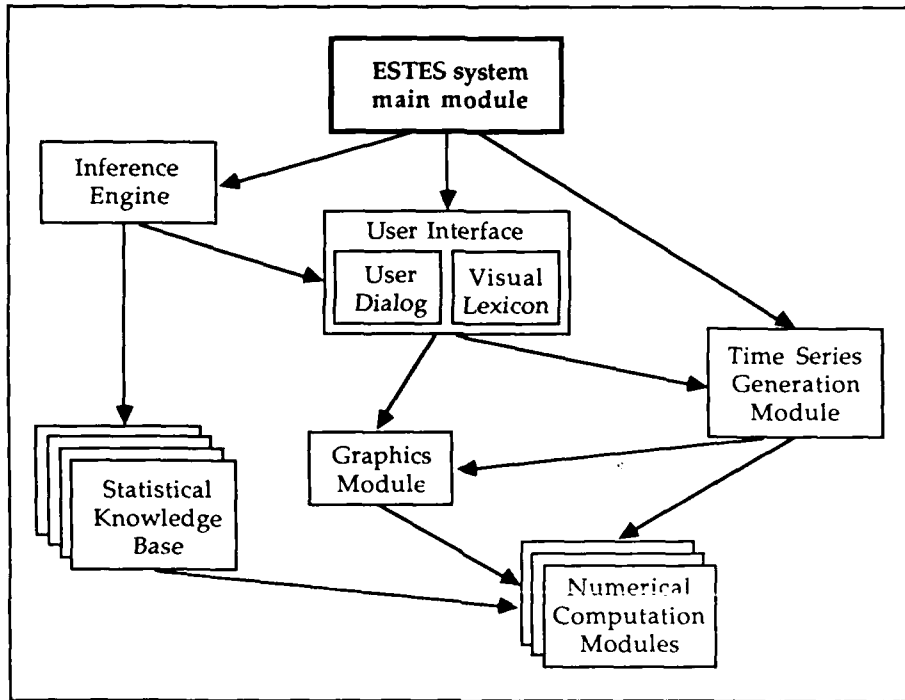 ESTES system
main module
Inference
Engine
User Interface
User
Dialog
Visual
Lexicon
Time Series
Generation
Module
Graphics
Module
Statistical
Knowledge
Base
Numerical
Computation
Modules